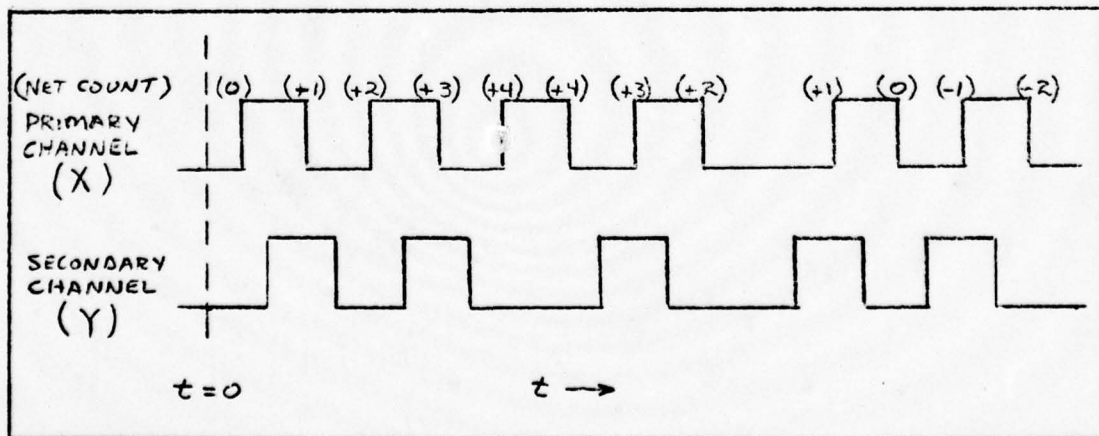 (NET COUNT) (0) (+1) (+2) (+3) (+4) (+4) (+3) (+2) (+1) (0) (-1) (-2)
PRIMARY
CHANNEL
(X)
SECONDARY
CHANNEL
(Y)
t=0 t →